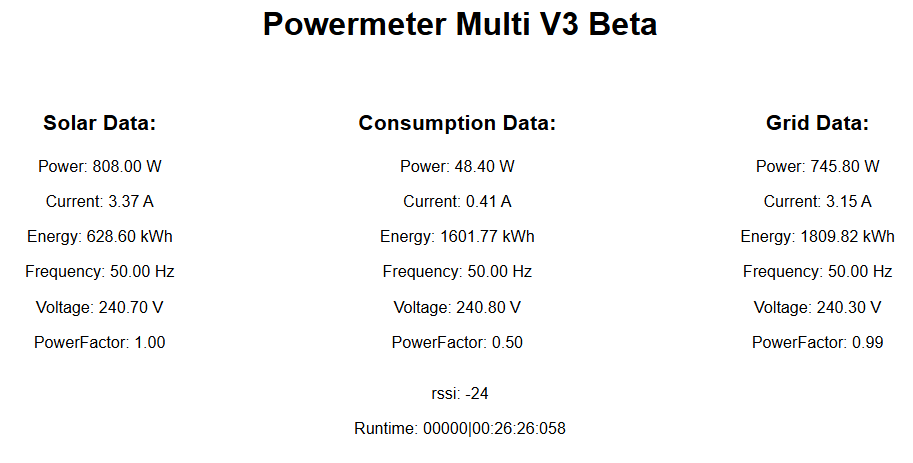 Powermeter Multi V3 Beta
Solar Data:
Power: 808.00 W
Current: 3.37 A
Energy: 628.60 kWh
Frequency: 50.00 Hz
Voltage: 240.70 V
PowerFactor: 1.00
Consumption Data:
Power: 48.40 W
Current: 0.41 A
Energy: 1601.77 kWh
Frequency: 50.00 Hz
Voltage: 240.80 V
PowerFactor: 0.50
Grid Data:
Power: 745.80 W
Current: 3.15 A
Energy: 1809.82 kWh
Frequency: 50.00 Hz
Voltage: 240.30 V
PowerFactor: 0.99
rssi: -24
Runtime: 00000|00:26:26:058